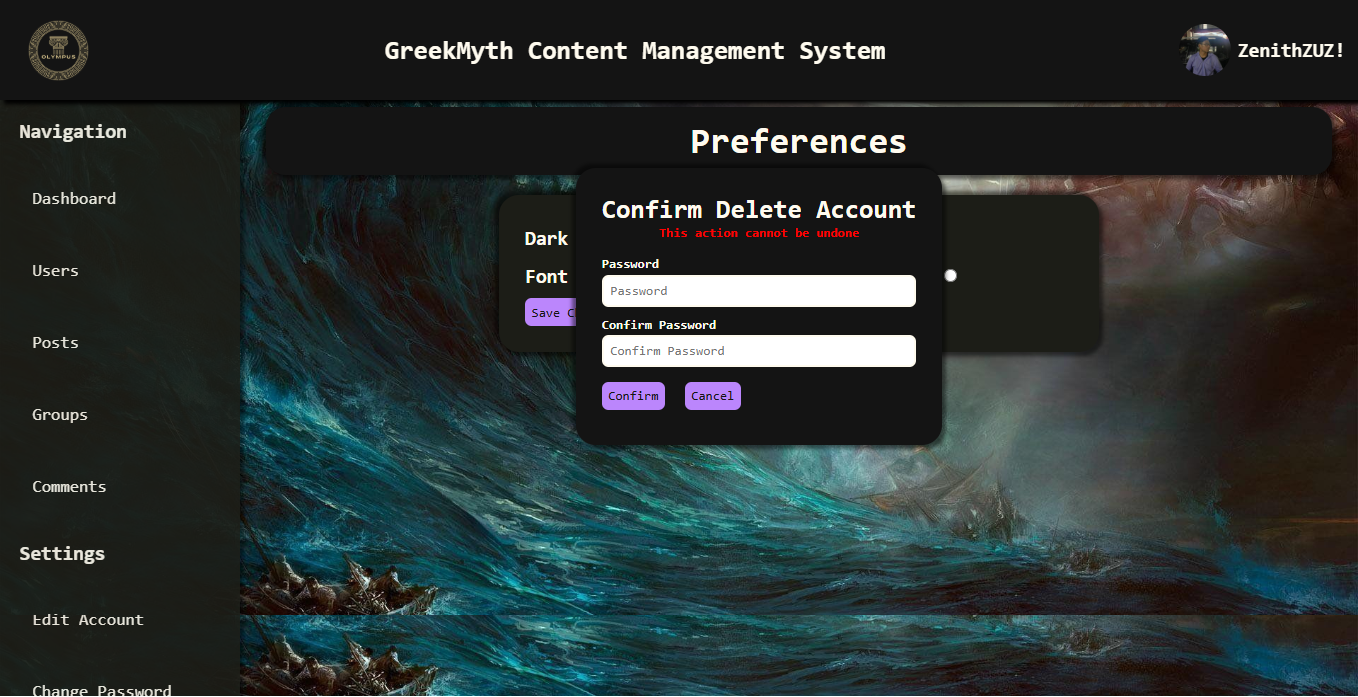 OLYMPUS
GreekMyth Content Management System
ZenithZUZ!
Navigation
Dashboard
Users
Posts
Groups
Comments
Settings
Edit Account
Change Password
Preferences
Dark
Font
Save
Confirm Delete Account
This action cannot be undone
Password
Password
Confirm Password
Confirm Password
Confirm Cancel